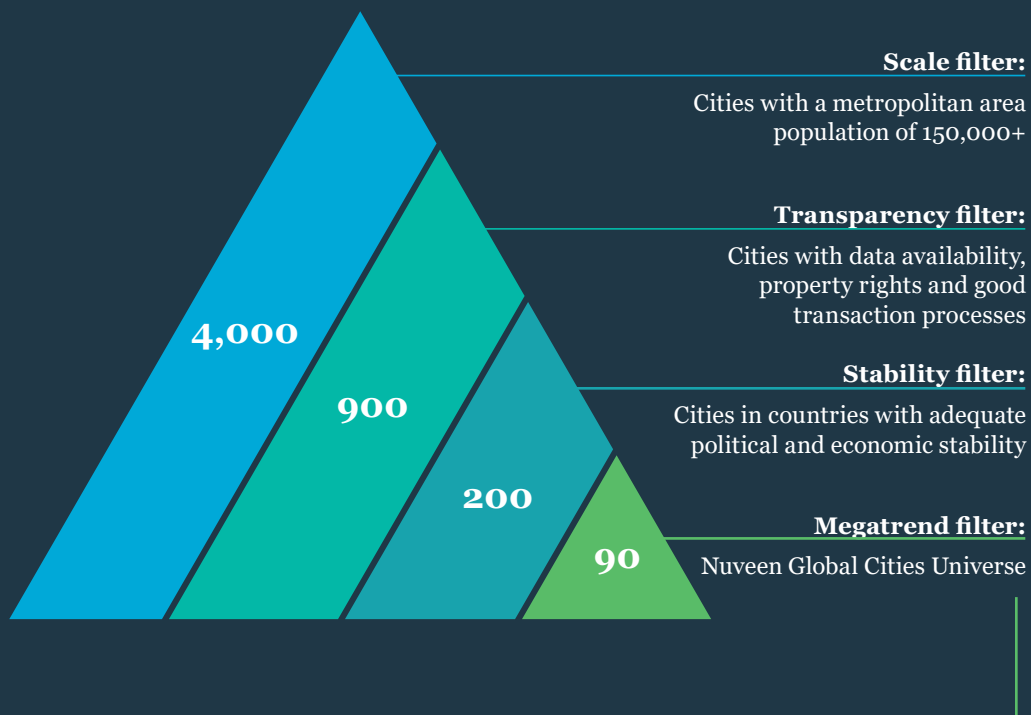 Scale filter:
Cities with a metropolitan area
population of 150,000+
Transparency filter:
Cities with data availability,
property rights and good
transaction processes
4,000
Stability filter:
900
Cities in countries with adequate
political and economic stability
200
Megatrend filter:
90
Nuveen Global Cities Universe